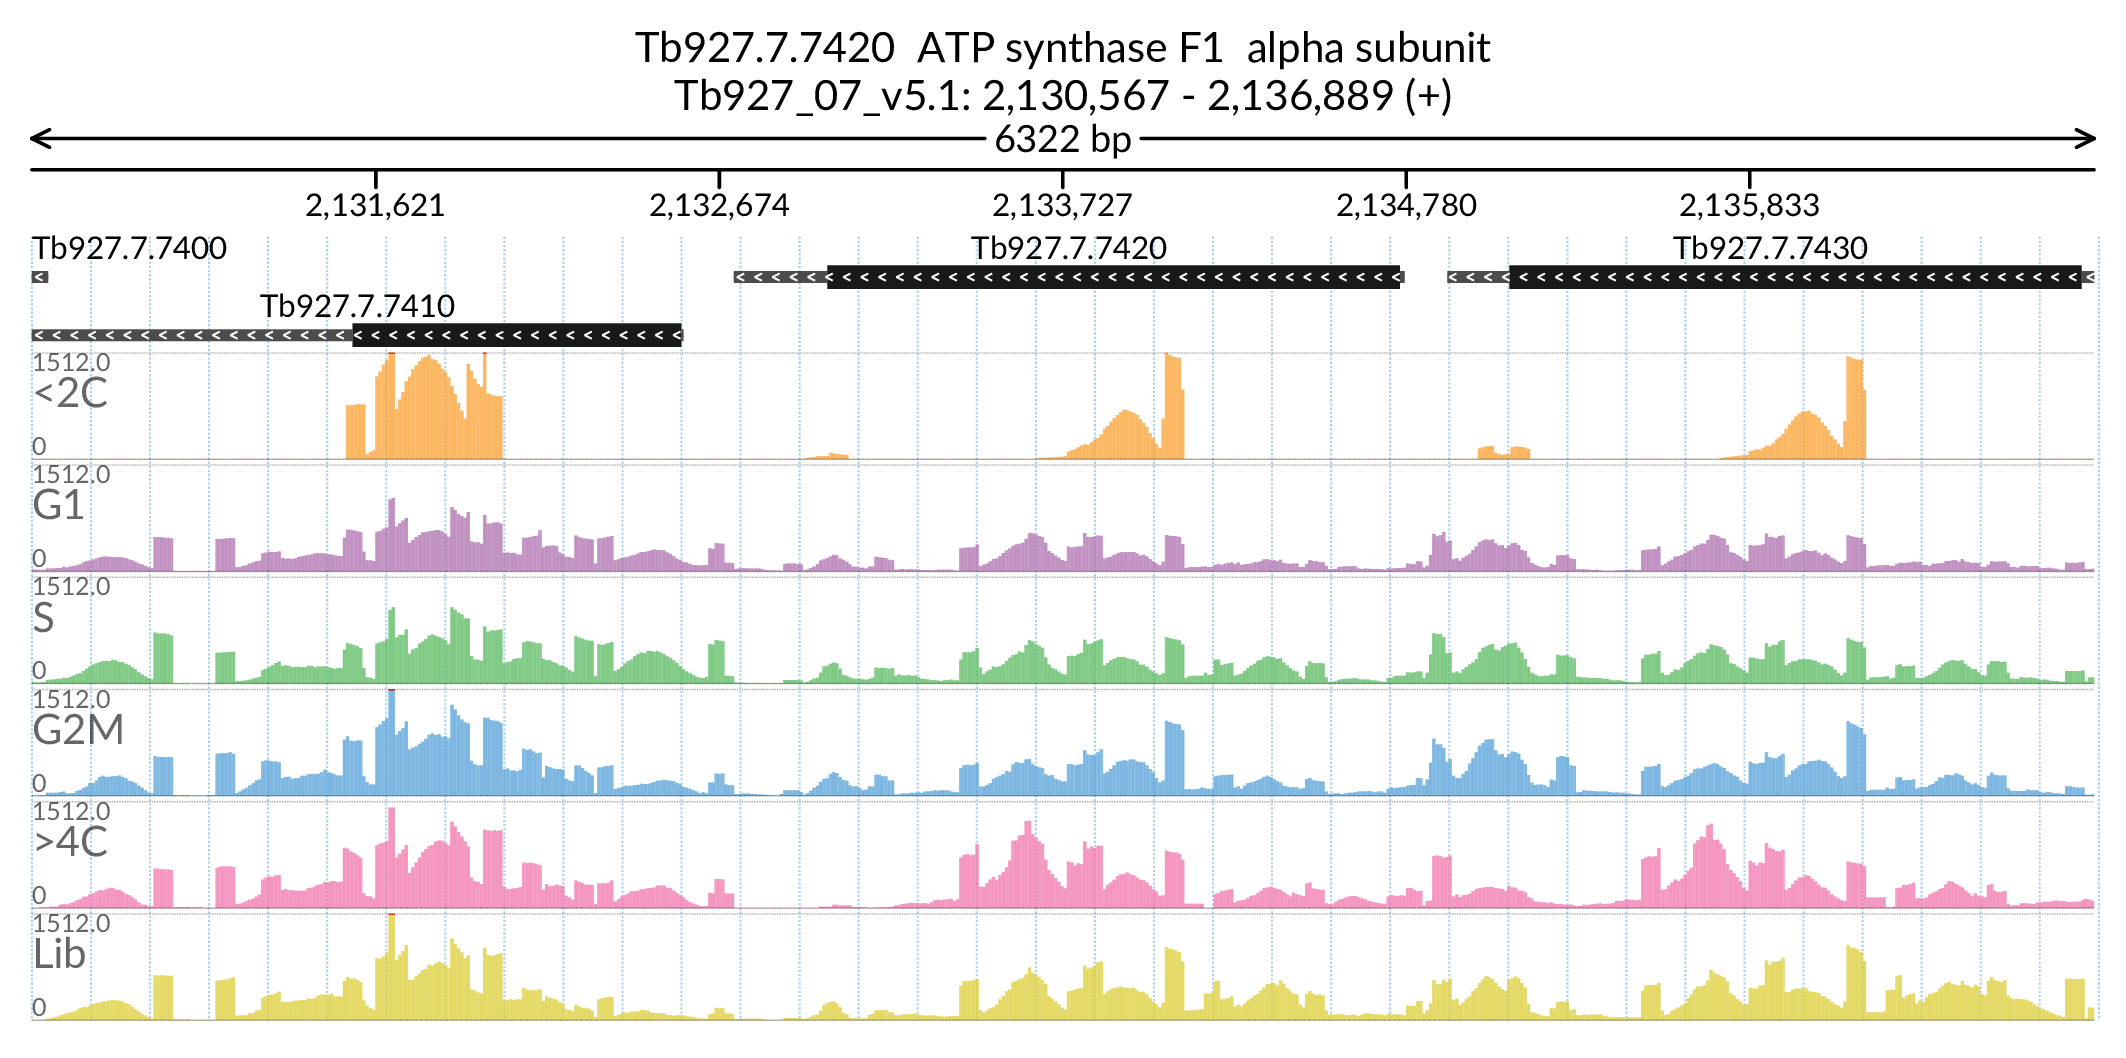 Tb927.7.7420  ATP synthase F1  alpha subunit
Tb927_07_v5.1: 2,130,567 - 2,136,889 (+)
6322 bp
2,131,621 2,132,674 2,133,727 2,134,780 2,135,833
Tb927.7.7400 Tb927.7.7420 Tb927.7.7430
Tb927.7.7410
1512.0
<2C
0
1512.0
G1
0
1512.0
S
0
1512.0
G2M
0
1512.0
>4C
0
1512.0
Lib
0